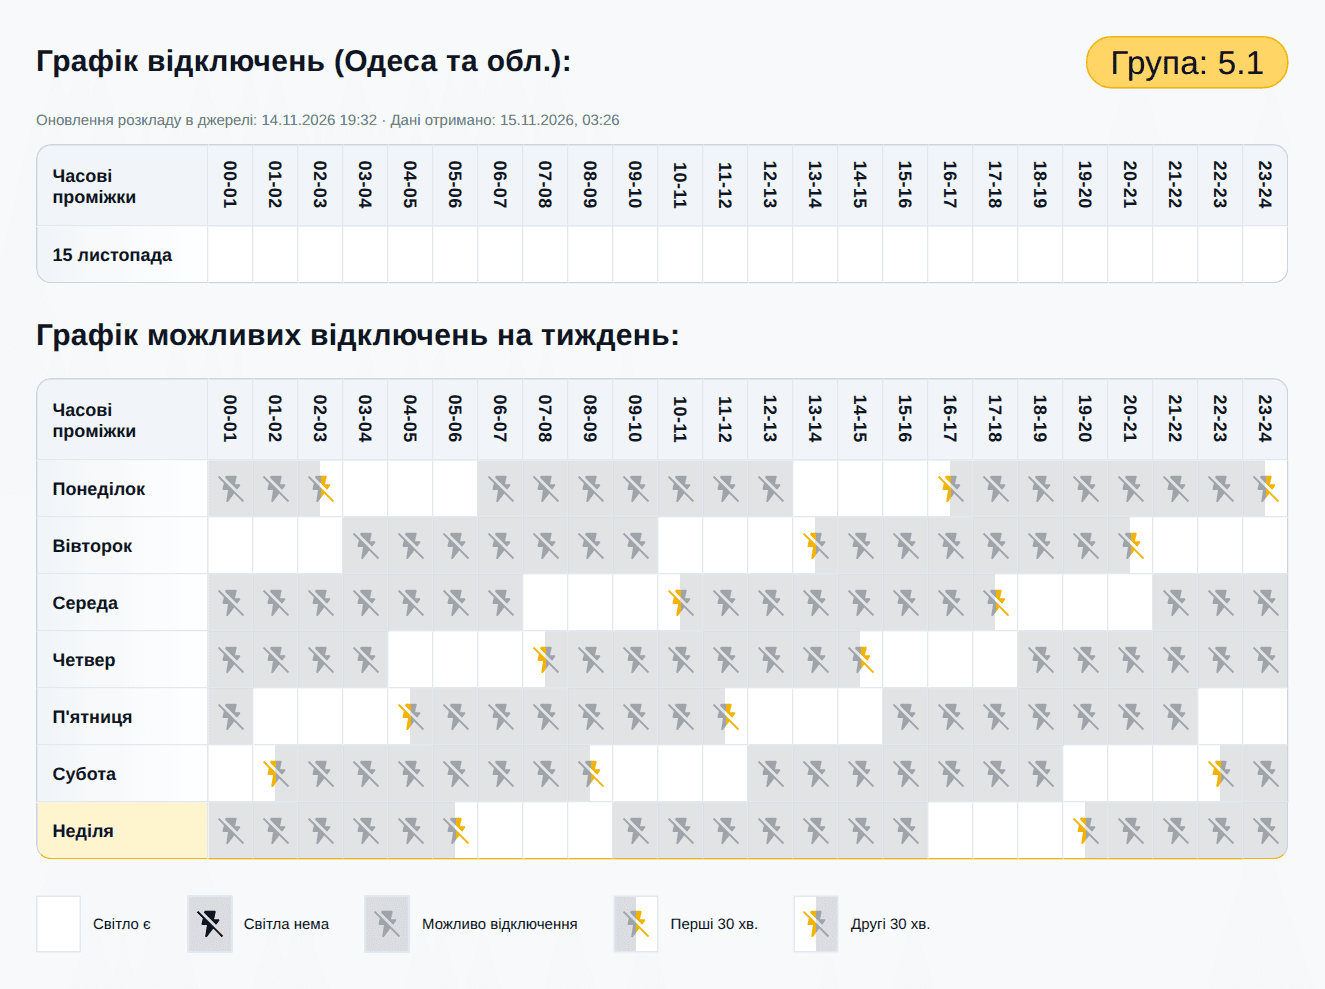 Графік відключень (Одеса та обл.):
Група: 5.1
Оновлення розкладу в джерелі: 14.11.2026 19:32 · Дані отримано: 15.11.2026, 03:26
Часові проміжки 00-01 01-02 02-03 03-04 04-05 05-06 06-07 07-08 08-09 09-10 10-11 11-12 12-13 13-14 14-15 15-16 16-17 17-18 18-19 19-20 20-21 21-22 22-23 23-24
15 листопада
Графік можливих відключень на тиждень:
Часові проміжки 00-01 01-02 02-03 03-04 04-05 05-06 06-07 07-08 08-09 09-10 10-11 11-12 12-13 13-14 14-15 15-16 16-17 17-18 18-19 19-20 20-21 21-22 22-23 23-24
Понеділок
Вівторок
Середа
Четвер
П'ятниця
Субота
Неділя
Світло є Світла нема Можливо відключення Перші 30 хв. Другі 30 хв.